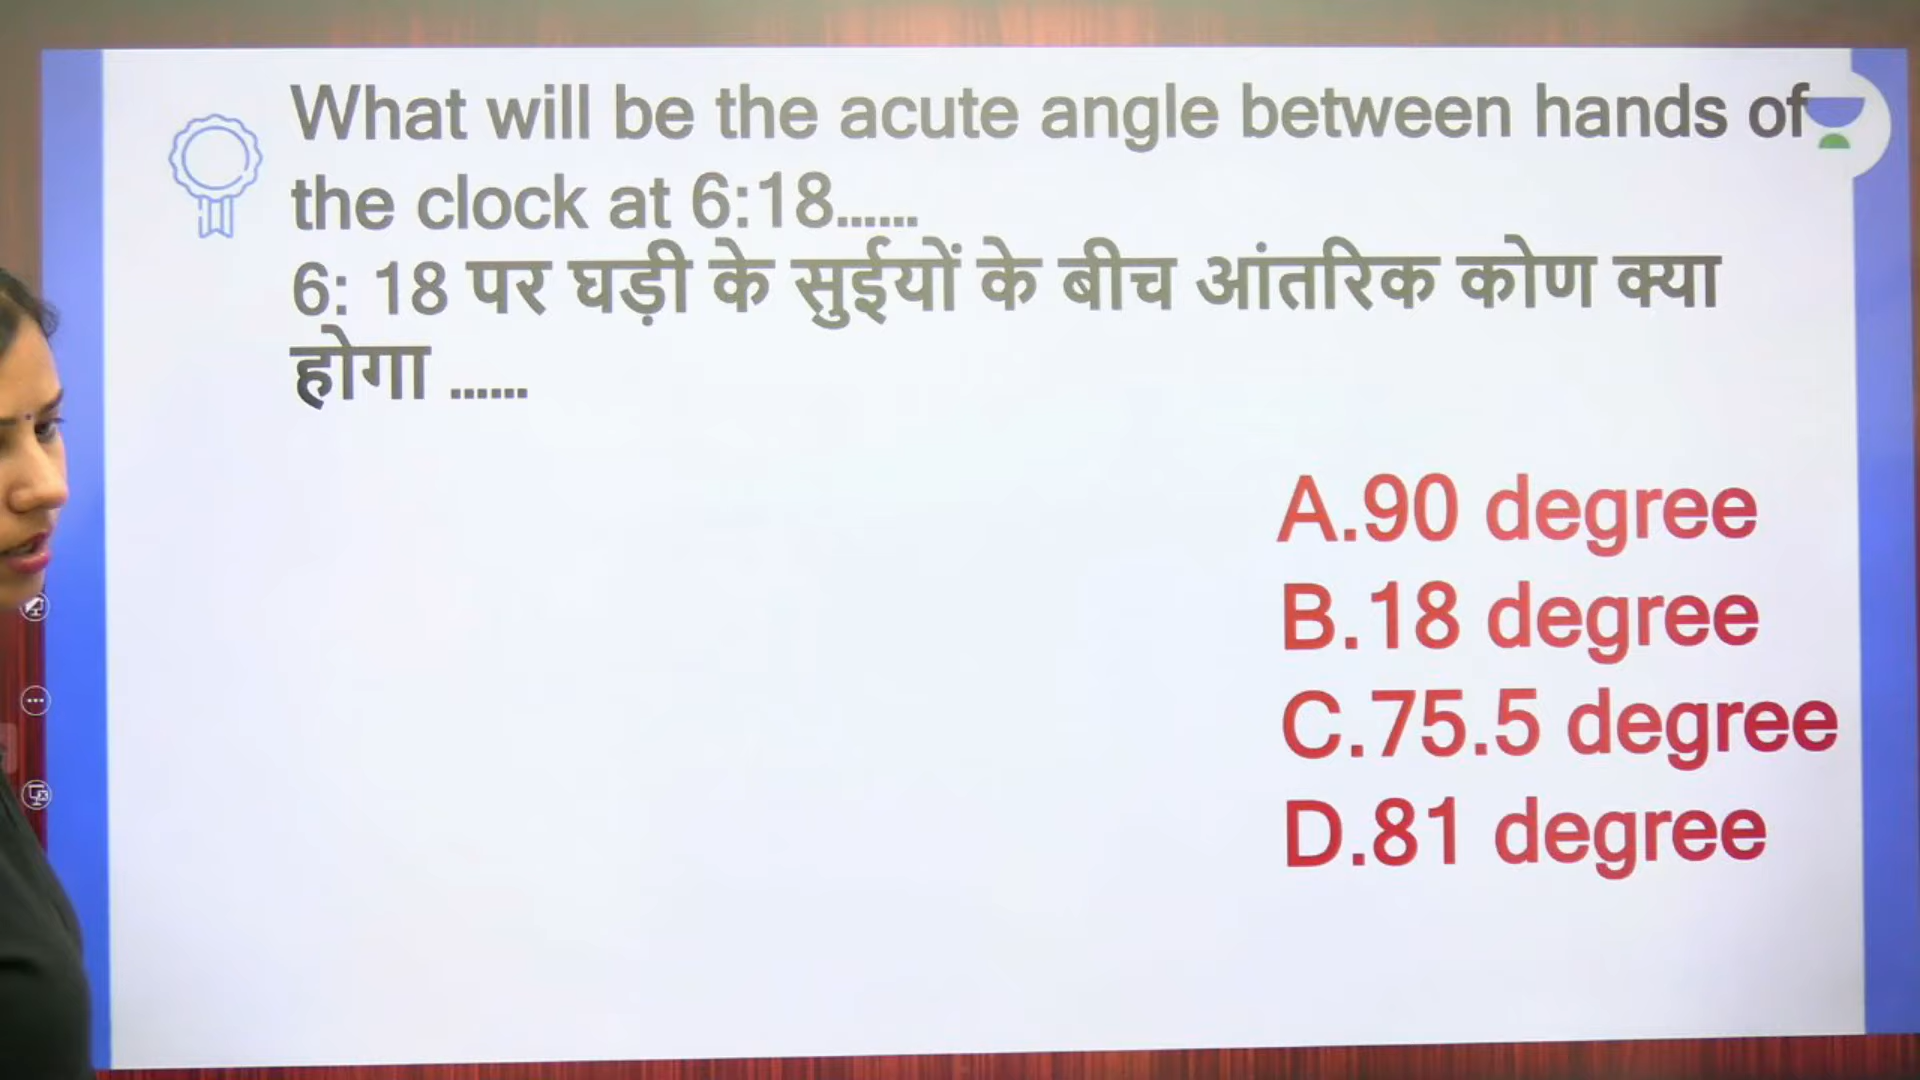 What will be the acute angle between hands of
the clock at 6:18......
6: 18 पर घड़ी के सुईयों के बीच आंतरिक कोण क्या
होगा ......
A.90 degree
B.18 degree
C.75.5 degree
D.81 degree